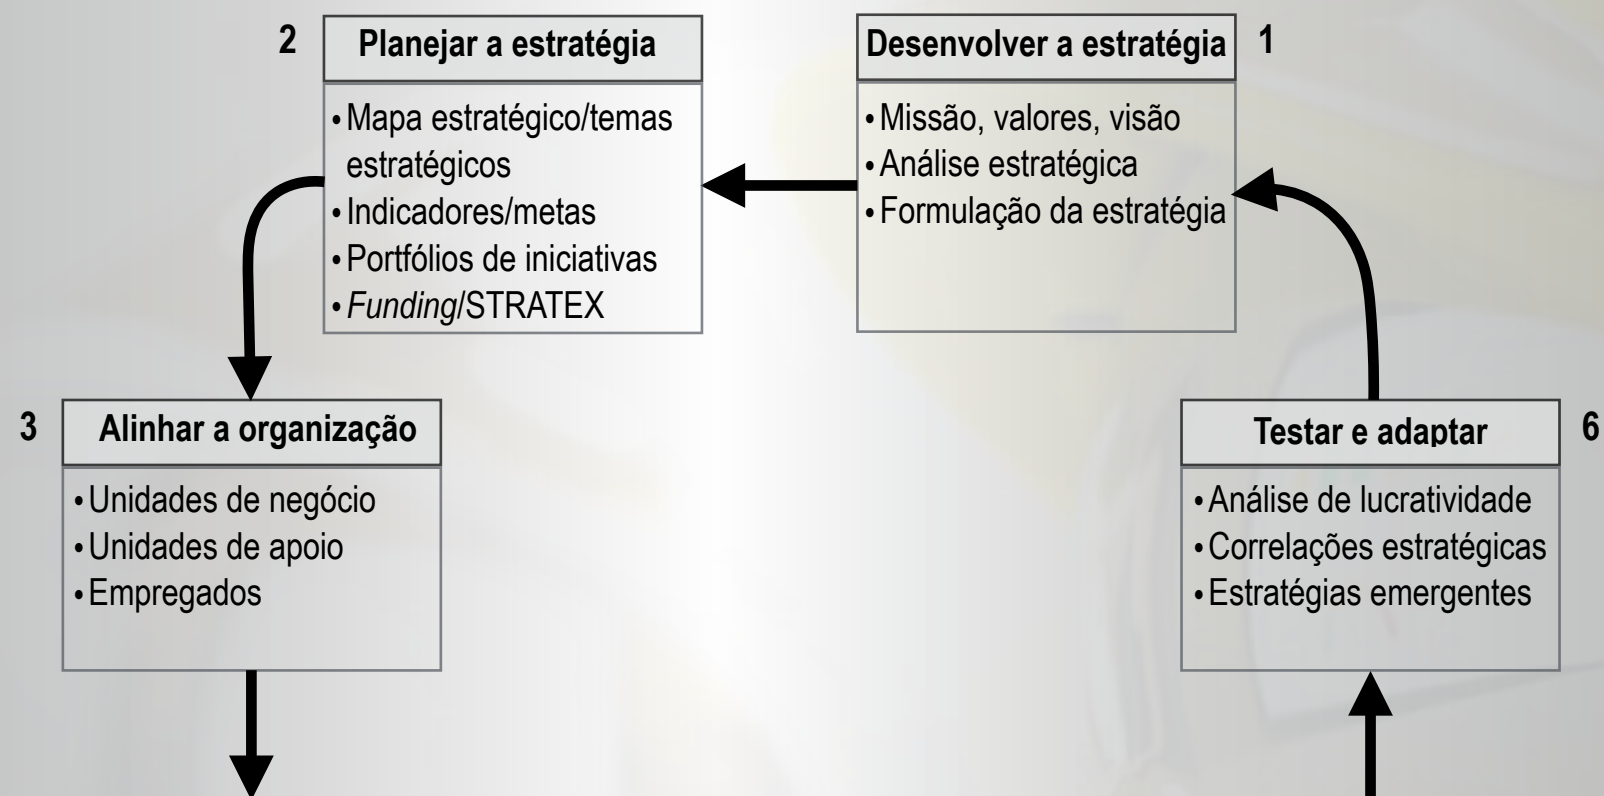 2
Planejar a estratégia
• Mapa estratégico/temas
estratégicos
• Indicadores/metas
• Portfólios de iniciativas
• Funding/STRATEX
Desenvolver a estratégia
1
• Missão, valores, visão
• Análise estratégica
• Formulação da estratégia
3
Alinhar a organização
• Unidades de negócio
• Unidades de apoio
• Empregados
Testar e adaptar
6
• Análise de lucratividade
• Correlações estratégicas
• Estratégias emergentes